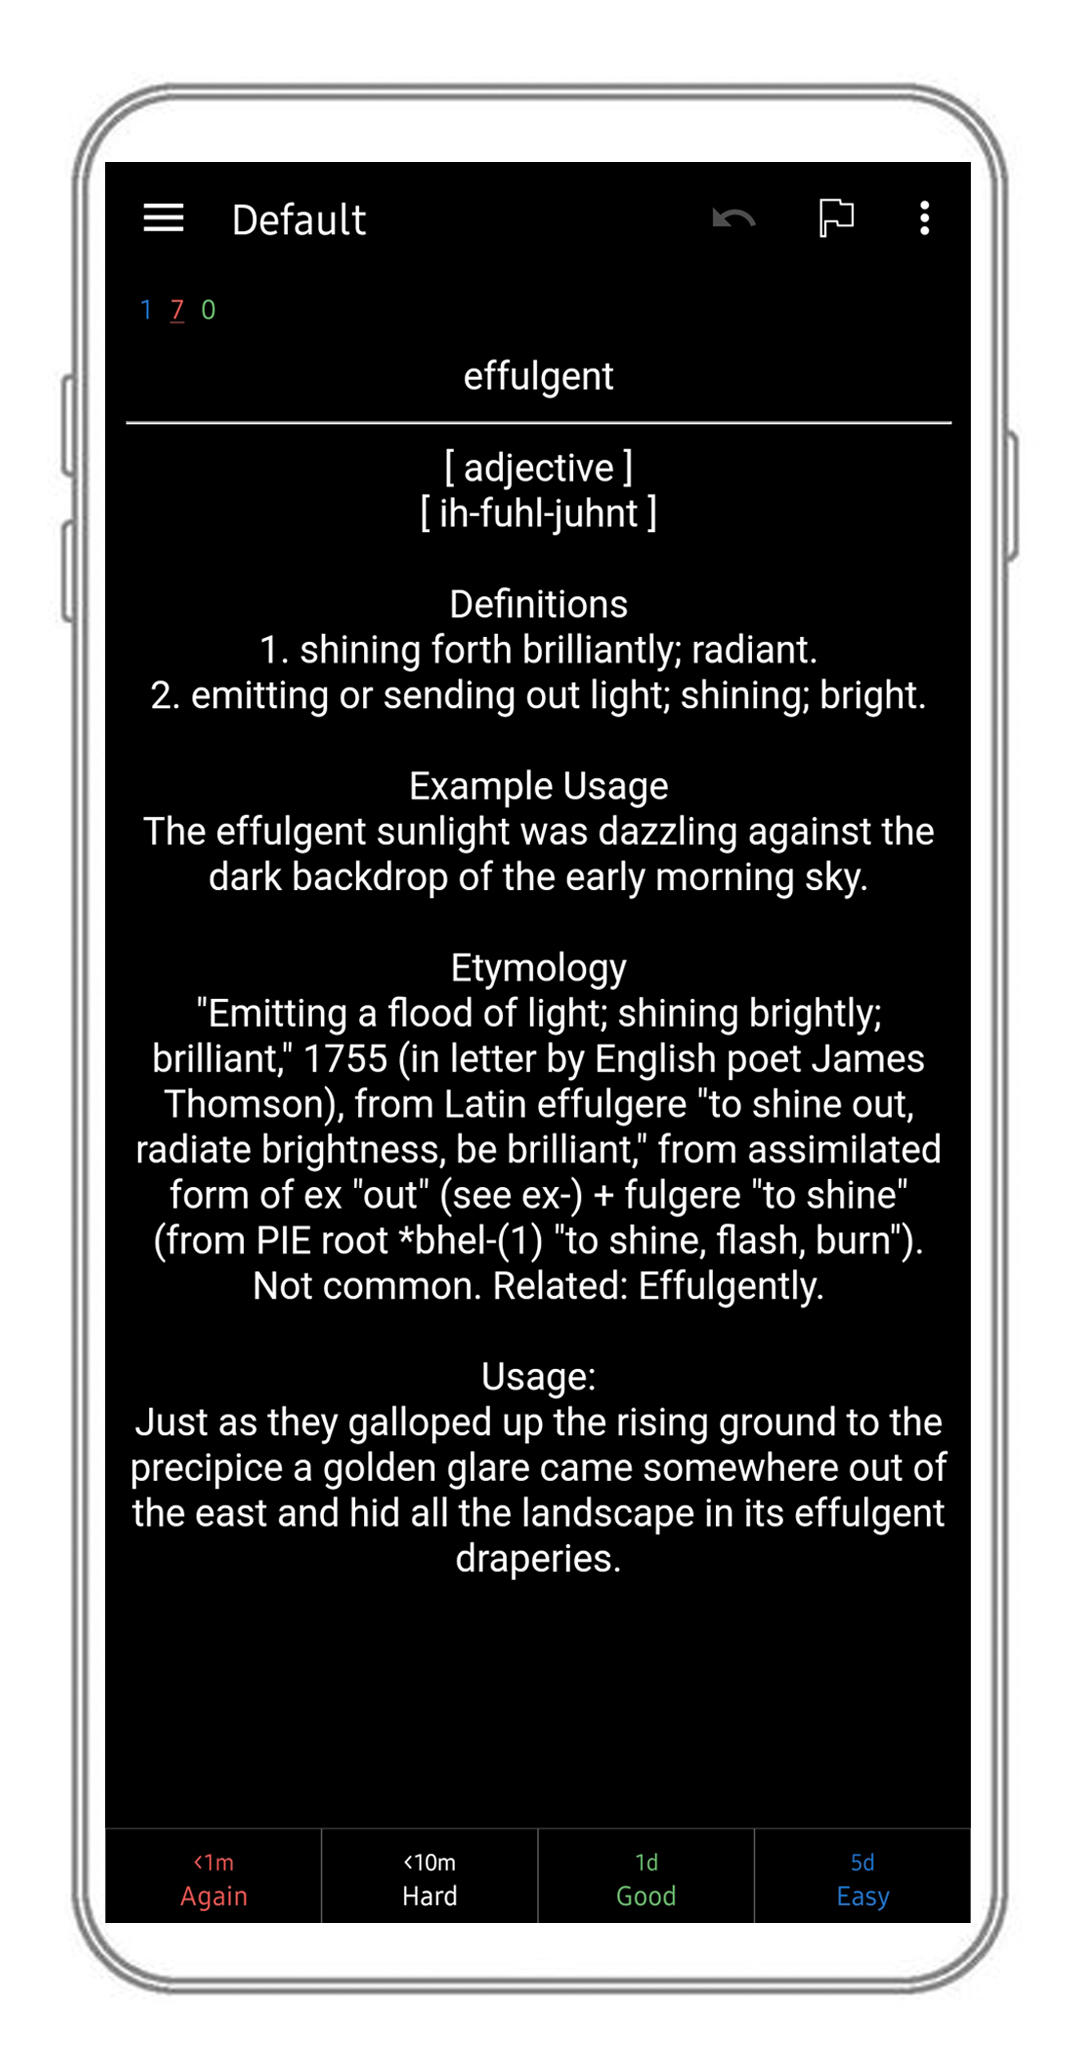 Default
1 7 0
effulgent
[ adjective ]
[ ih-fuhl-juhnt ]
Definitions
1. shining forth brilliantly; radiant.
2. emitting or sending out light; shining; bright.
Example Usage
The effulgent sunlight was dazzling against the
dark backdrop of the early morning sky.
Etymology
"Emitting a flood of light; shining brightly;
brilliant," 1755 (in letter by English poet James
Thomson), from Latin effulgere "to shine out,
radiate brightness, be brilliant," from assimilated
form of ex "out" (see ex-) + fulgere "to shine"
(from PIE root *bhel-(1) "to shine, flash, burn").
Not common. Related: Effulgently.
Usage:
Just as they galloped up the rising ground to the
precipice a golden glare came somewhere out of
the east and hid all the landscape in its effulgent
draperies.
<1m <10m 1d 5d
Again Hard Good Easy